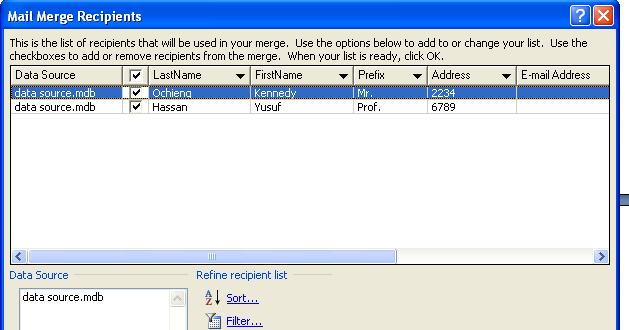 Mail Merge Recipients
This is the list of recipients that will be used in your merge. Use the options below to add to or change your list. Use the
checkboxes to add or remove recipients from the merge. When your list is ready, click OK.
Data Source LastName FirstName Prefix Address E-mail Address
data source.mdb Ochieng Kennedy Mr. 2234
data source.mdb Hassan Yusuf Prof. 6789
Data Source Refine recipient list
data source.mdb
Sort...
Filter...